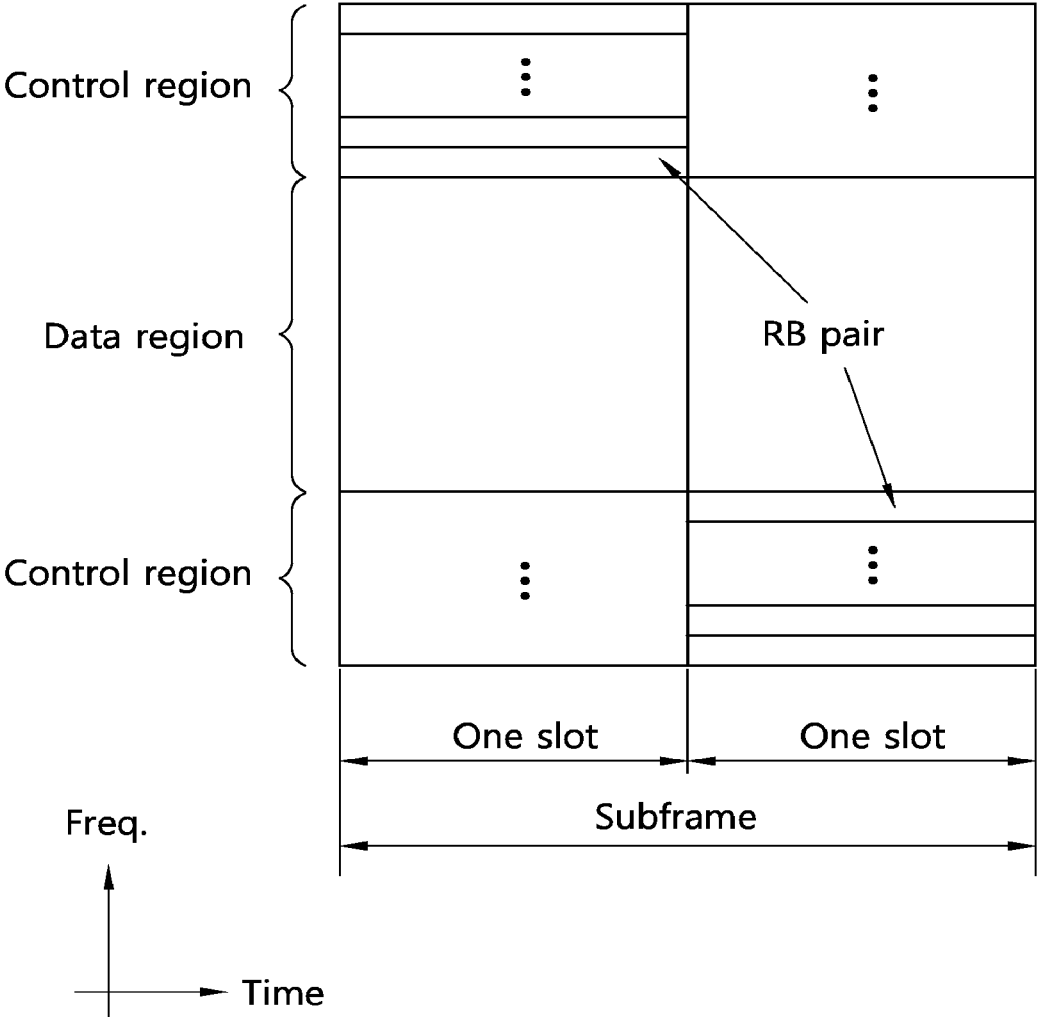 Control region
Data region
RB pair
Control region
One slot
One slot
Subframe
Freq.
Time